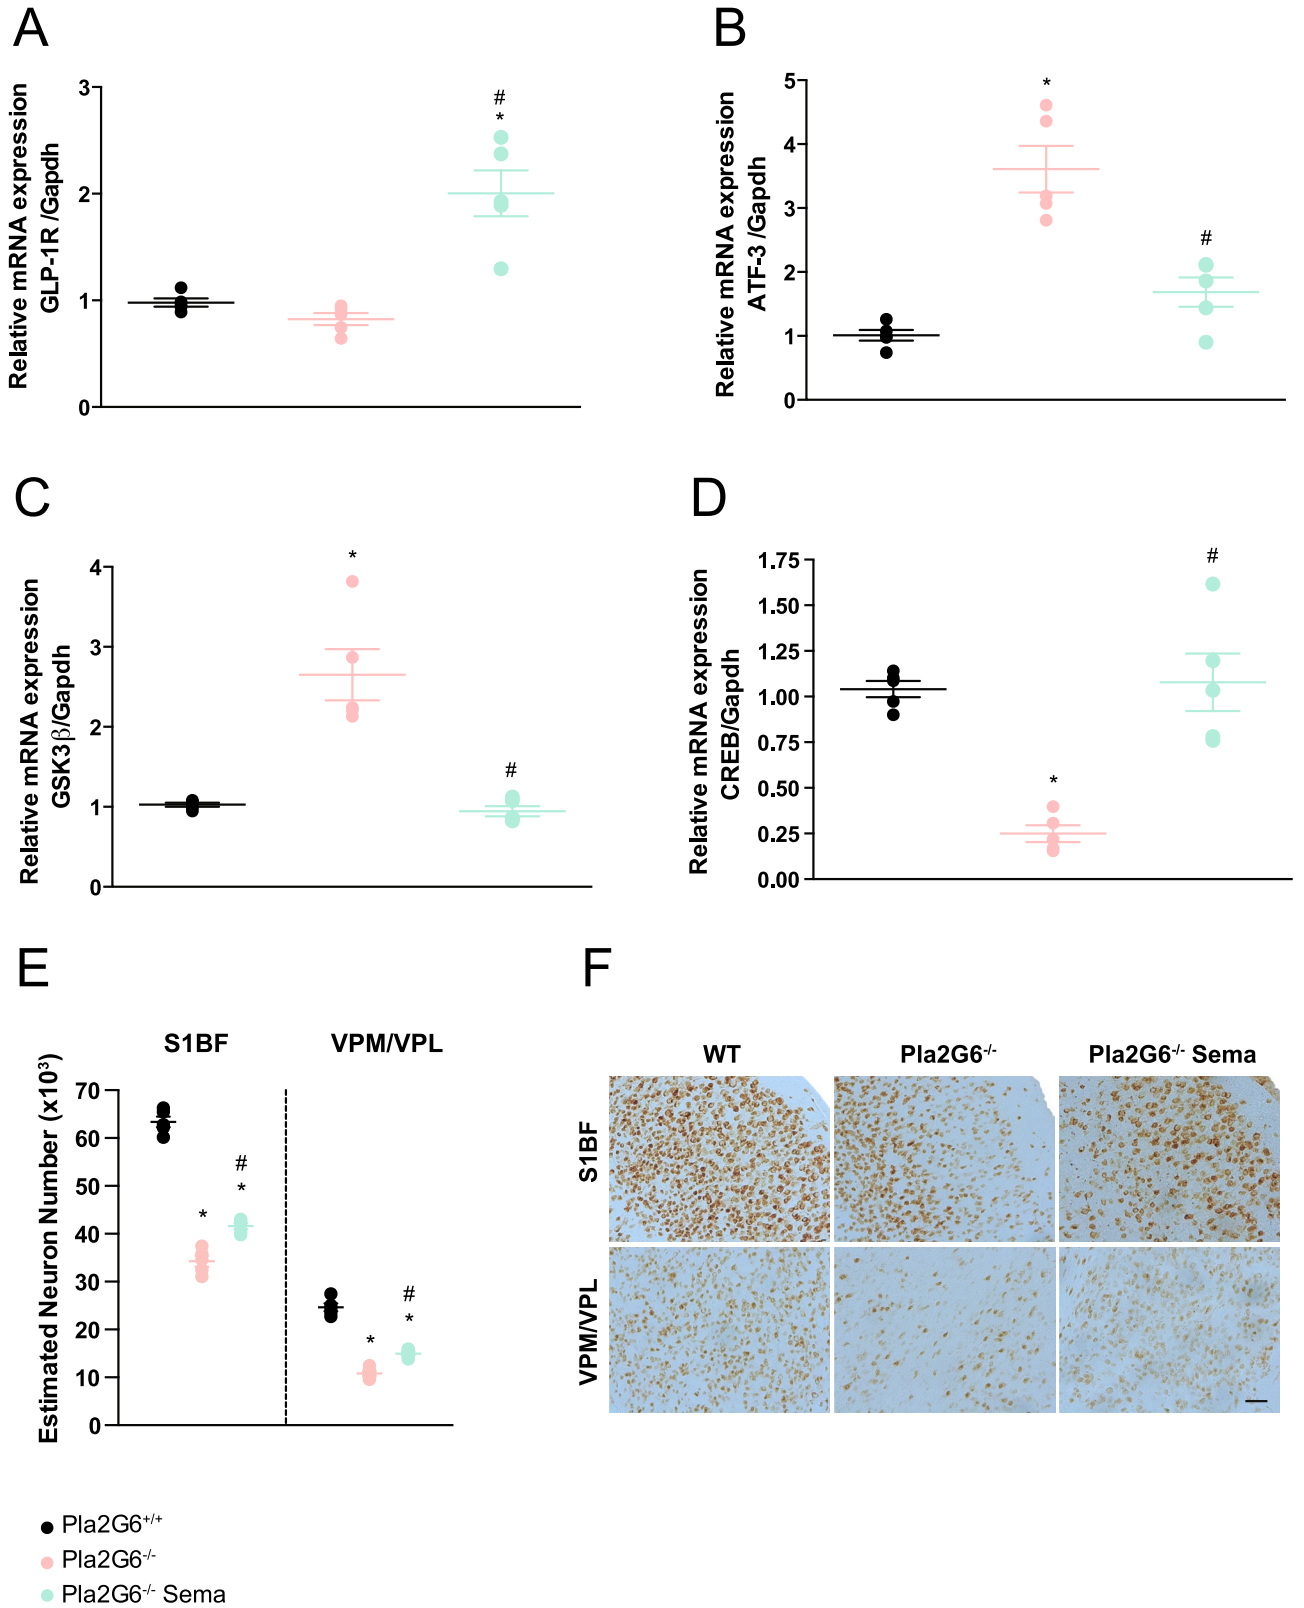 A
Relative mRNA expression
GLP-1R /Gapdh
3
2
1
0
#
*
B
Relative mRNA expression
ATF-3 /Gapdh
5
4
3
2
1
0
*
#
C
Relative mRNA expression
GSK3β/Gapdh
4
3
2
1
0
*
#
D
Relative mRNA expression
CREB/Gapdh
1.75
1.50
1.25
1.00
0.75
0.50
0.25
0.00
*
#
E
S1BF VPM/VPL
Estimated Neuron Number (x10³)
70
60
50
40
30
20
10
0
*
#
*
*
#
*
F
WT Pla2G6-/- Pla2G6-/- Sema
S1BF
VPM/VPL
Pla2G6+/+
Pla2G6-/-
Pla2G6-/- Sema